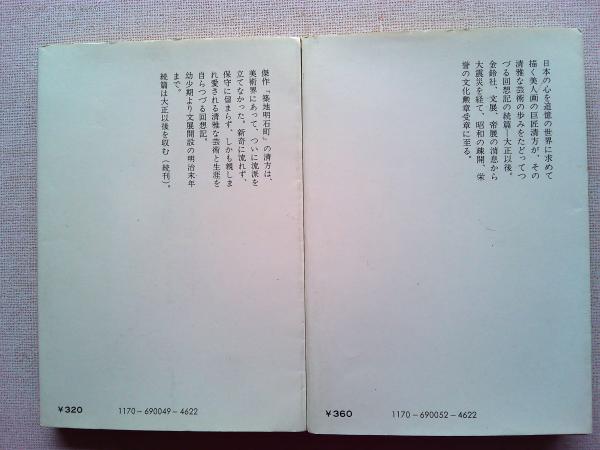 傑作「築地明石町」の清方は、
美術界にあって、ついに流派を
立てなかった。新奇に流れず、
保守に留まらず、しかも親しま
れ愛される清雅な芸術と生涯を
自らつづる回想記。
幼少期より文展開設の明治末年
まで。
続篇は大正以後を収む（続刊）。
¥320
1170-690049-4622
日本の心を追憶の世界に求めて
描く美人画の巨匠清方が、その
清雅な芸術の歩みをたどってつ
づる回想記の続篇―大正以後。
金鈴社、文展、帝展の消息から
大震災を経て、昭和の疎開、栄
誉の文化勲章受章に至る。
¥360
1170-690052-4622